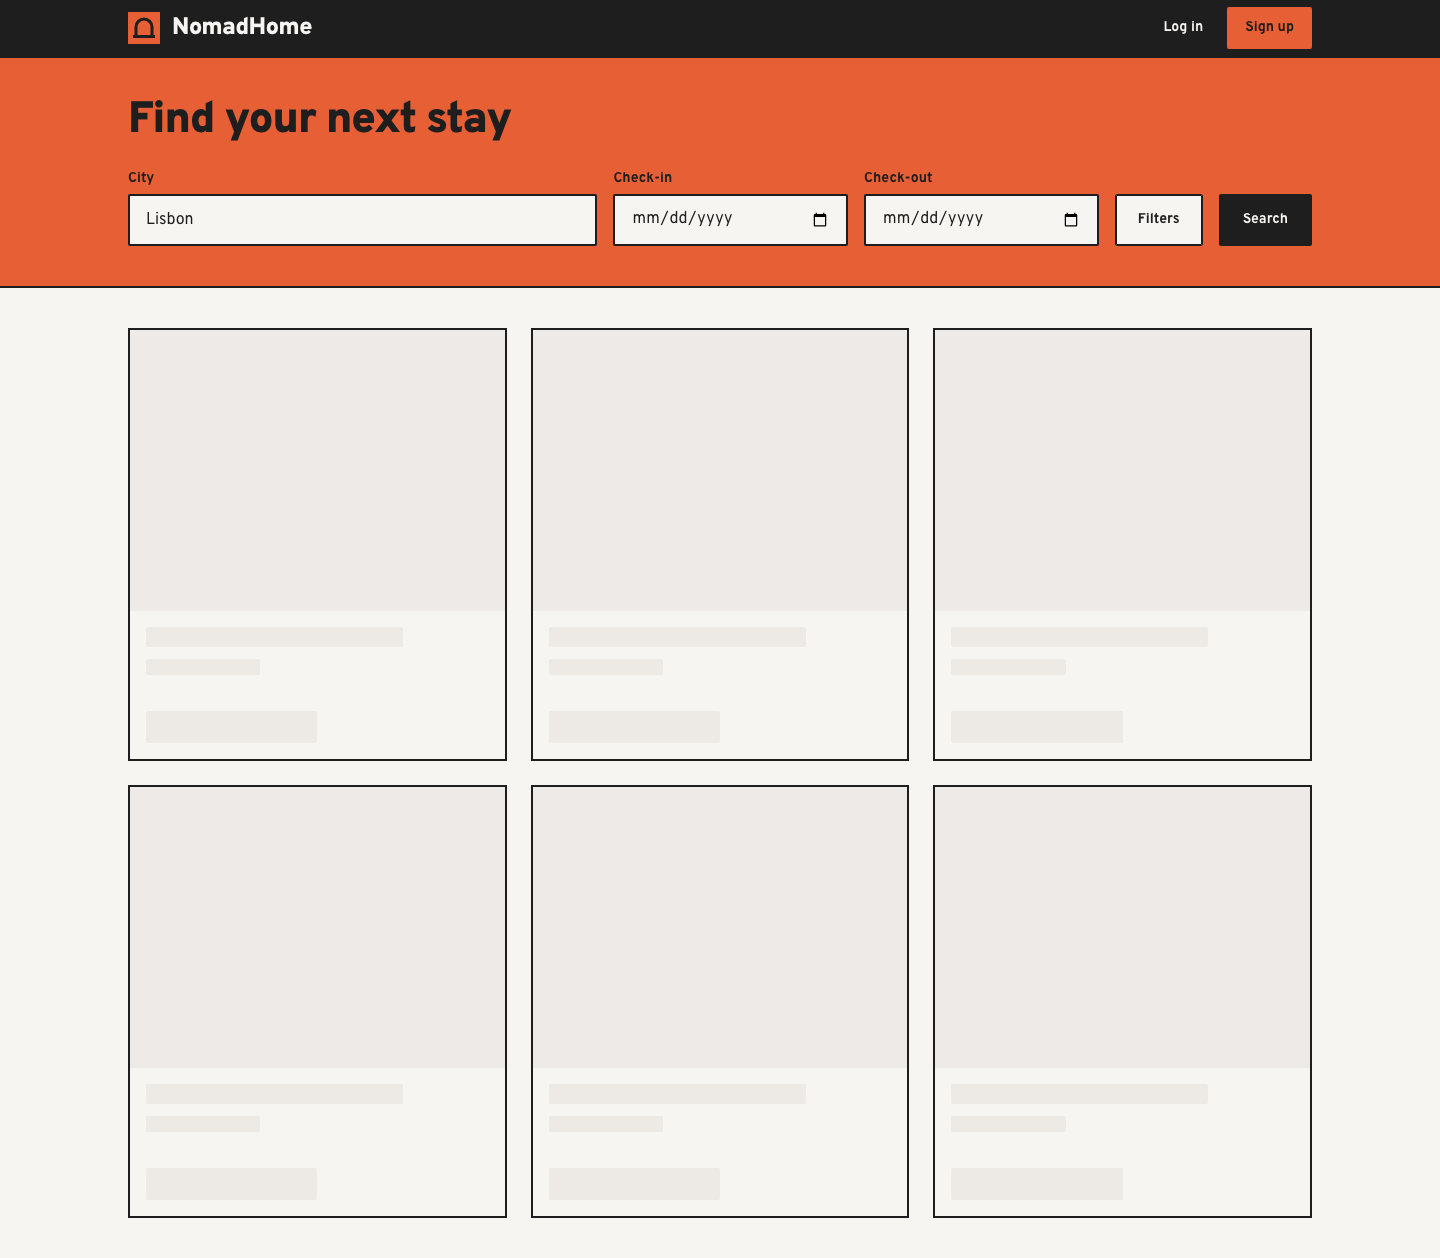 NomadHome
Log in
Sign up
Find your next stay
City
Check-in
Check-out
Lisbon
mm/dd/yyyy
mm/dd/yyyy
Filters
Search